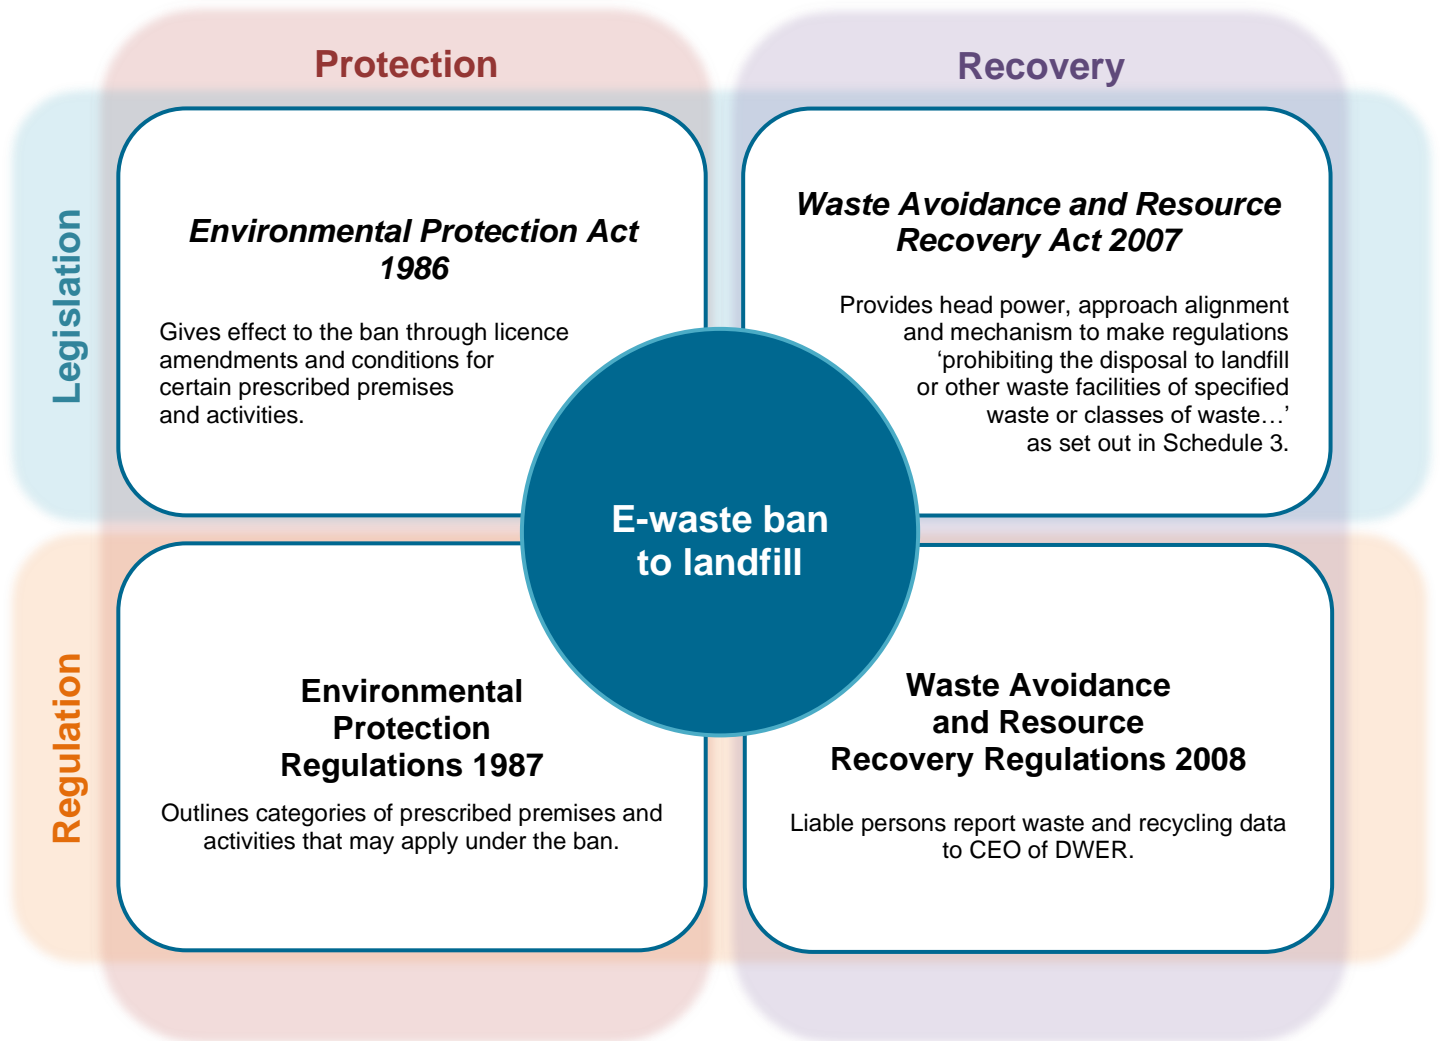 Protection
Recovery
Legislation
Environmental Protection Act
1986
Gives effect to the ban through licence
amendments and conditions for
certain prescribed premises
and activities.
Waste Avoidance and Resource
Recovery Act 2007
Provides head power, approach alignment
and mechanism to make regulations
‘prohibiting the disposal to landfill
or other waste facilities of specified
waste or classes of waste…’
as set out in Schedule 3.
E-waste ban
to landfill
Regulation
Environmental
Protection
Regulations 1987
Outlines categories of prescribed premises and
activities that may apply under the ban.
Waste Avoidance
and Resource
Recovery Regulations 2008
Liable persons report waste and recycling data
to CEO of DWER.